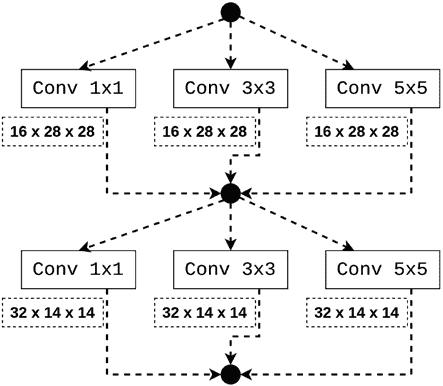 Conv 1x1 Conv 3x3 Conv 5x5
16 x 28 x 28 16 x 28 x 28 16 x 28 x 28
Conv 1x1 Conv 3x3 Conv 5x5
32 x 14 x 14 32 x 14 x 14 32 x 14 x 14